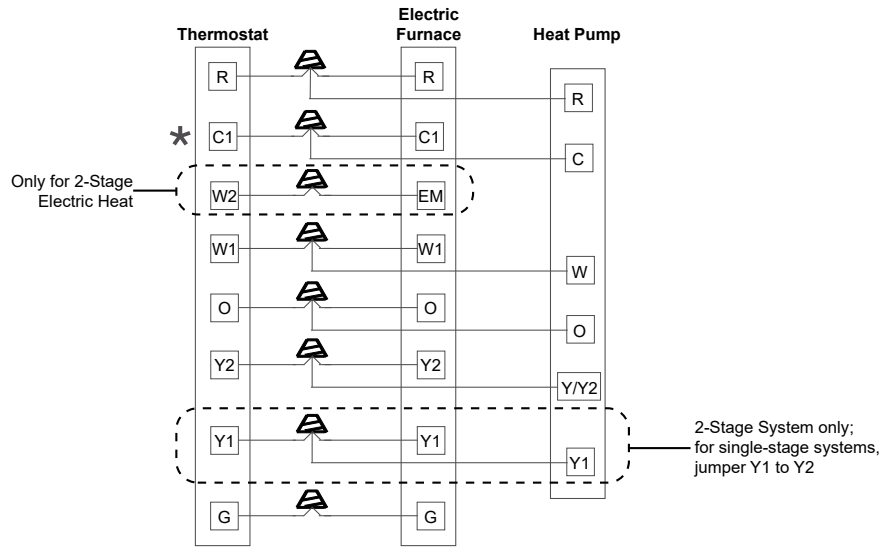 Thermostat
Electric
Furnace
Heat Pump
R
R
R
*
C1
C1
C
Only for 2-Stage
Electric Heat
W2
EM
W1
W1
W
O
O
O
Y2
Y2
Y/Y2
Y1
Y1
Y1
2-Stage System only;
for single-stage systems,
jumper Y1 to Y2
G
G